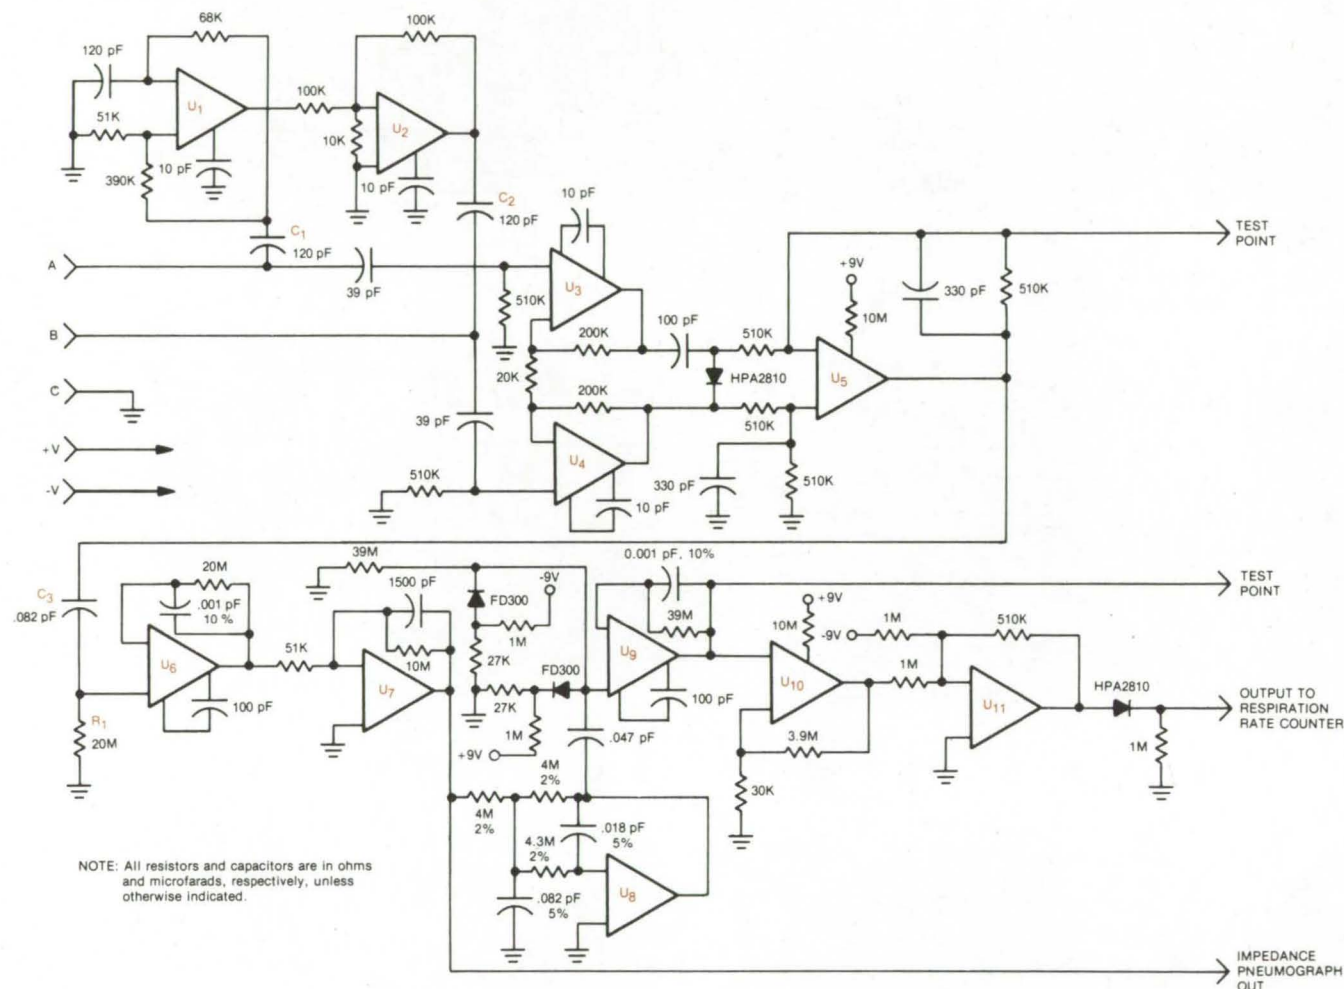 68K
100K
120 pF
100K
51K
U1
10K
U2
10 pF
390K
10 pF
C2
120 pF
10 pF
C1
120 pF
TEST
POINT
A
39 pF
U3
510K
+9V
330 pF
510K
10M
100 pF
510K
200K
B
20K
HPA2810
U5
200K
C
510K
39 pF
U4
+V
510K
330 pF
510K
-V
10 pF
0.001 pF, 10%
39M
20M
-9V
TEST
POINT
C3
.082 pF
.001 pF
10 %
1500 pF
FD300
39M
+9V
1M
510K
1M
-9V
10M
51K
10M
U6
27K
FD300
U9
1M
U7
U10
HPA2810
OUTPUT TO
RESPIRATION
RATE COUNTER
100 pF
27K
100 pF
U11
R1
20M
1M
.047 pF
3.9M
1M
+9V
4M
2%
30K
4M
2%
.018 pF
5%
4.3M
2%
NOTE: All resistors and capacitors are in ohms
and microfarads, respectively, unless
otherwise indicated.
U8
.082 pF
5%
IMPEDANCE
PNEUMOGRAPH
OUT